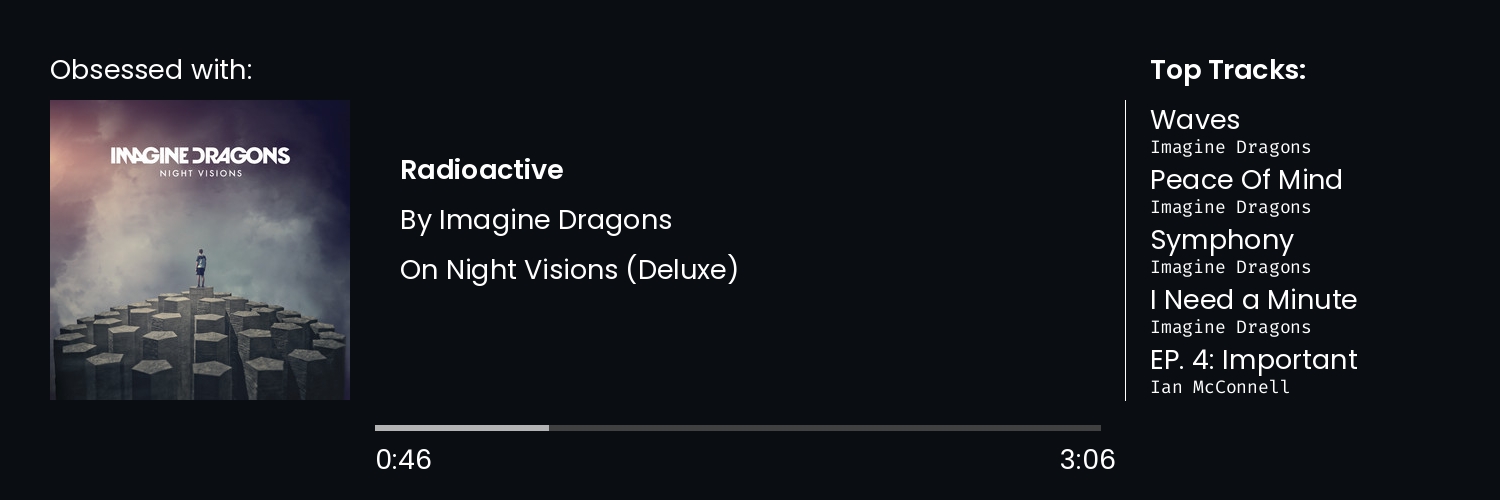 Obsessed with:
IMAGINE DRAGONS
NIGHT VISIONS
Radioactive
By Imagine Dragons
On Night Visions (Deluxe)
0:46
3:06
Top Tracks:
Waves
Imagine Dragons
Peace Of Mind
Imagine Dragons
Symphony
Imagine Dragons
I Need a Minute
Imagine Dragons
EP. 4: Important
Ian McConnell